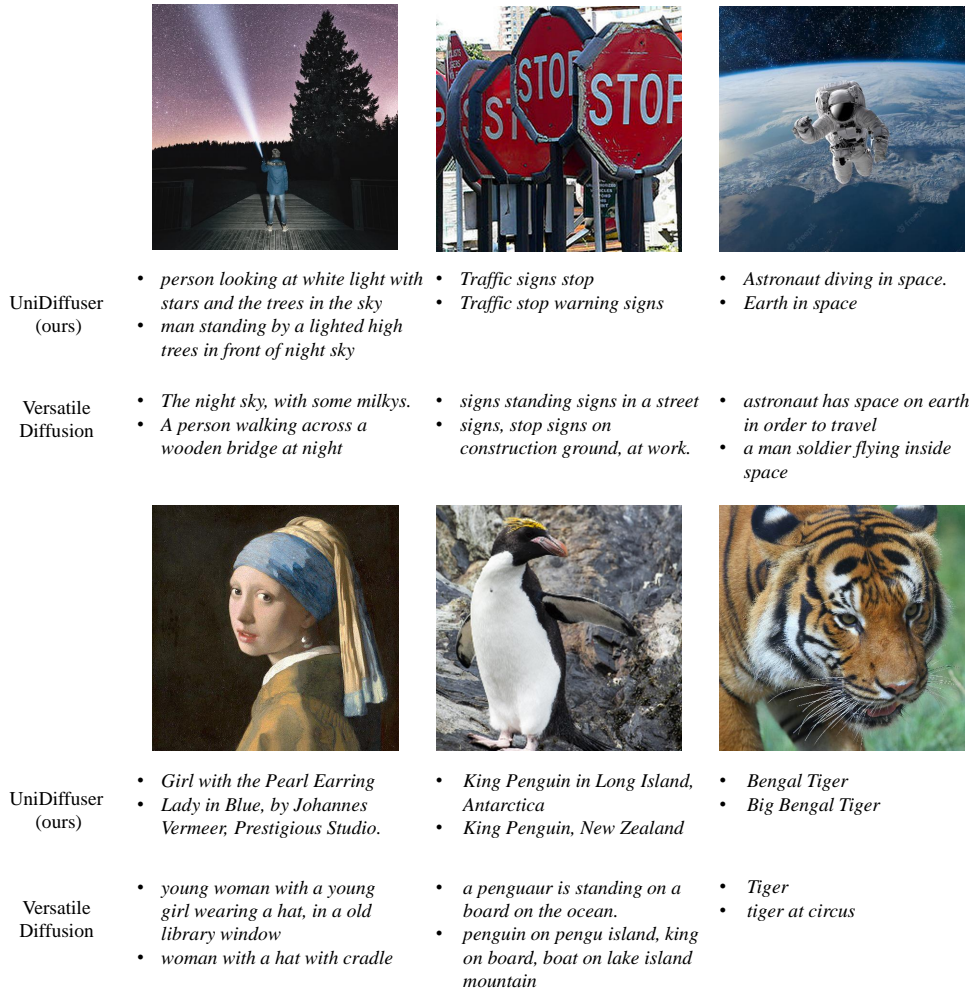 STOP
STOP
STOP
UniDiffuser
(ours)
• person looking at white light with
stars and the trees in the sky
• man standing by a lighted high
trees in front of night sky
• Traffic signs stop
• Traffic stop warning signs
• Astronaut diving in space.
• Earth in space
Versatile
Diffusion
• The night sky, with some milkys.
• A person walking across a
wooden bridge at night
• signs standing signs in a street
• signs, stop signs on
construction ground, at work.
• astronaut has space on earth
in order to travel
• a man soldier flying inside
space
UniDiffuser
(ours)
• Girl with the Pearl Earring
• Lady in Blue, by Johannes
Vermeer, Prestigious Studio.
• King Penguin in Long Island,
Antarctica
• King Penguin, New Zealand
• Bengal Tiger
• Big Bengal Tiger
Versatile
Diffusion
• young woman with a young
girl wearing a hat, in a old
library window
• woman with a hat with cradle
• a penguaur is standing on a
board on the ocean.
• penguin on pengu island, king
on board, boat on lake island
mountain
• Tiger
• tiger at circus